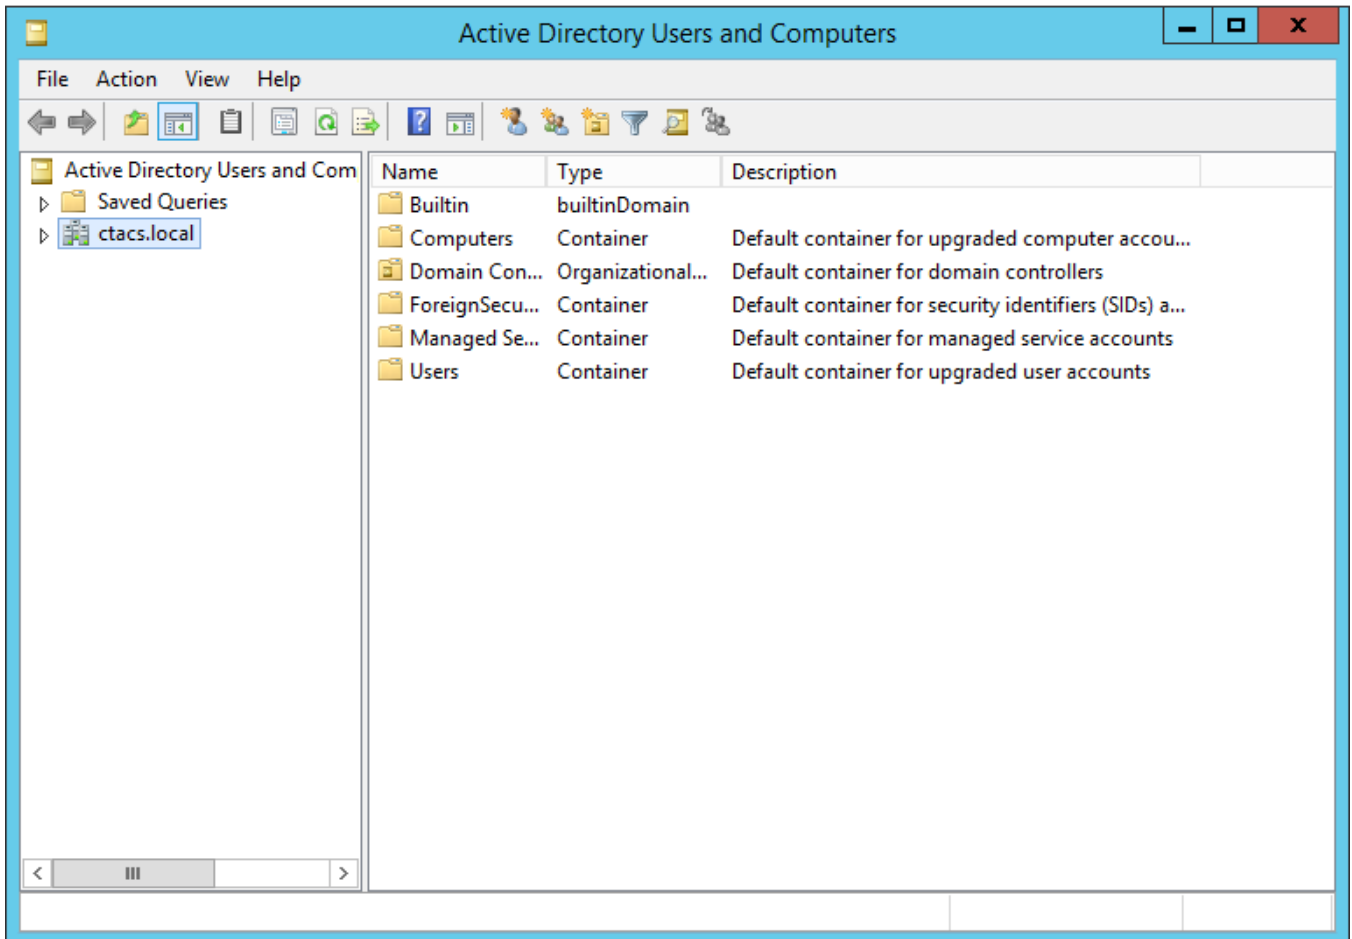 Active Directory Users and Computers
File Action View Help
Active Directory Users and Com
Saved Queries
ctacs.local
Name Type Description
Builtin builtinDomain
Computers Container Default container for upgraded computer accou...
Domain Con... Organizational... Default container for domain controllers
ForeignSecu... Container Default container for security identifiers (SIDs) a...
Managed Se... Container Default container for managed service accounts
Users Container Default container for upgraded user accounts